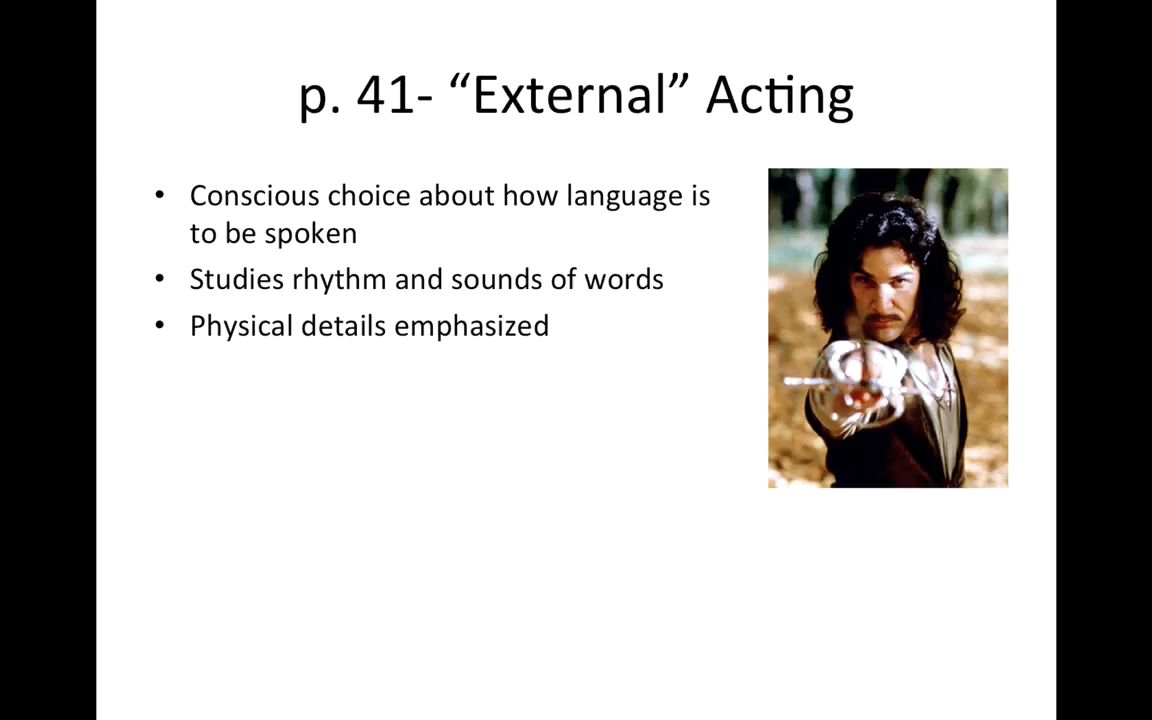 p. 41- “External” Acting
• Conscious choice about how language is
to be spoken
• Studies rhythm and sounds of words
• Physical details emphasized